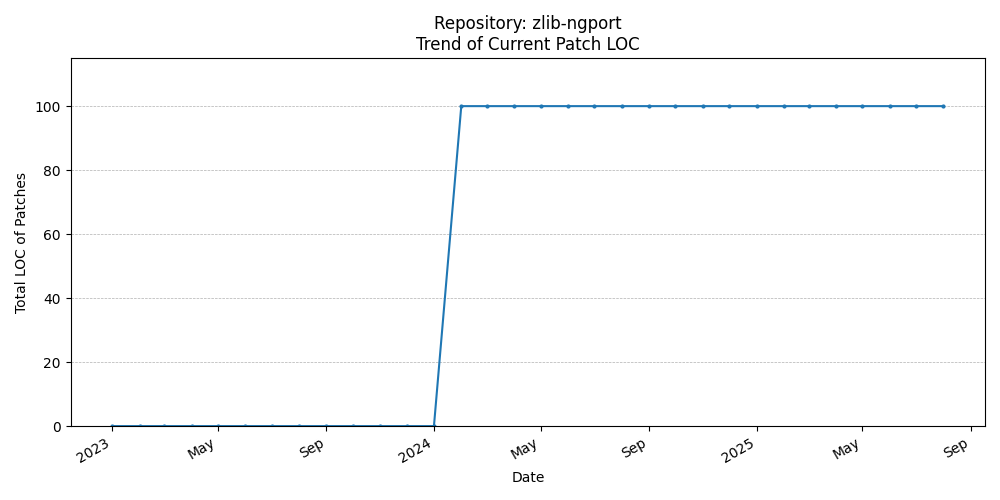 Repository: zlib-ngport
Trend of Current Patch LOC
Total LOC of Patches
100
80
60
40
20
0
2023
May
Sep
2024
May
Sep
2025
May
Sep
Date